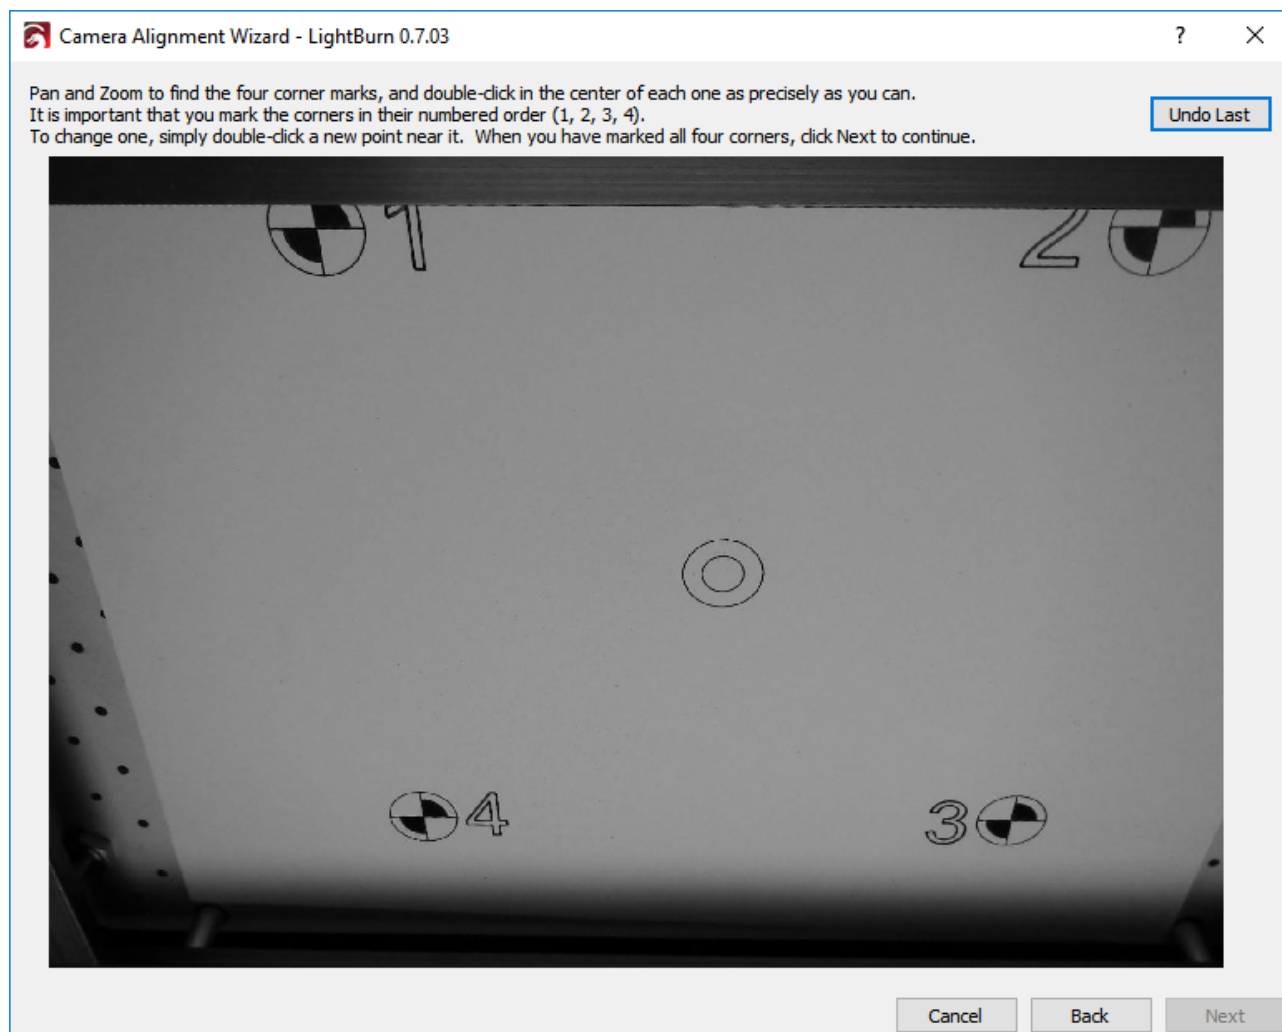 Camera Alignment Wizard - LightBurn 0.7.03
?
Pan and Zoom to find the four corner marks, and double-click in the center of each one as precisely as you can.
It is important that you mark the corners in their numbered order (1, 2, 3, 4).
To change one, simply double-click a new point near it.  When you have marked all four corners, click Next to continue.
Undo Last
1
2
4
3
Cancel
Back
Next